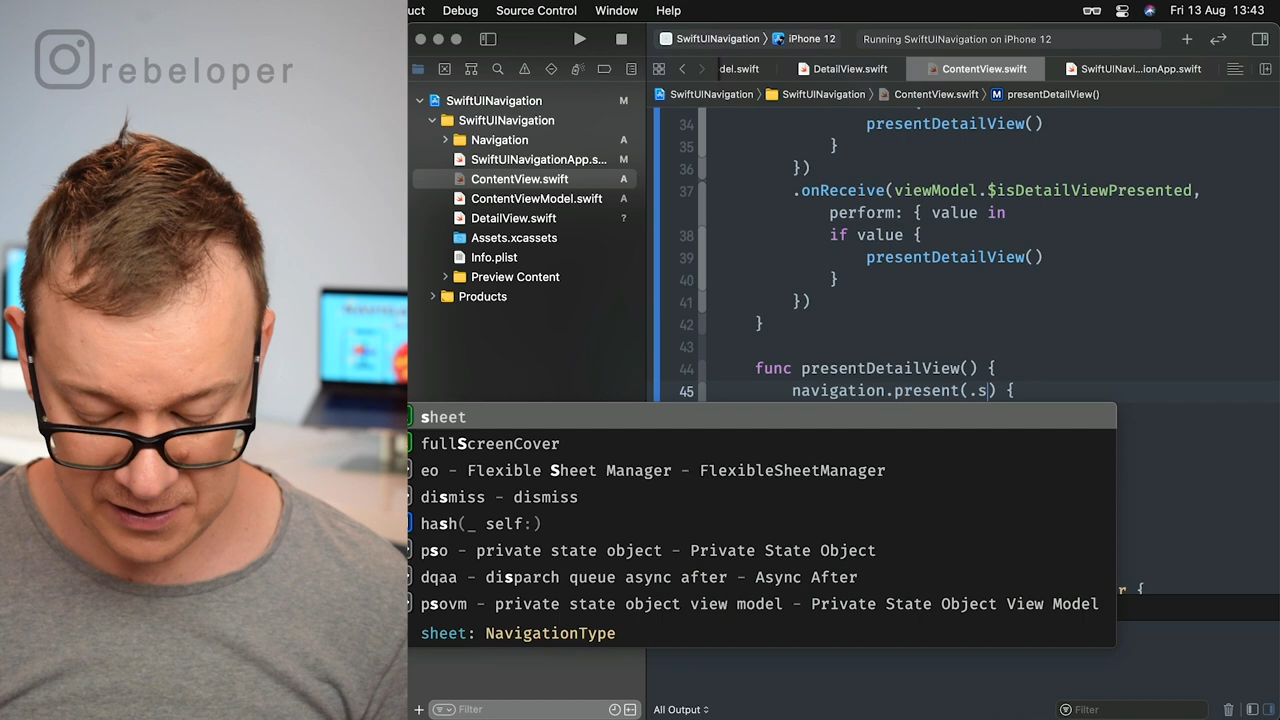 rebeloper
uct Debug Source Control Window Help Fri 13 Aug 13:43
SwiftUINavigation iPhone 12 Running SwiftUINavigation on iPhone 12
del.swift DetailView.swift ContentView.swift SwiftUINavi...ionApp.swift
SwiftUINavigation SwiftUINavigation ContentView.swift M presentDetailView()
SwiftUINavigation M
SwiftUINavigation
Navigation A
SwiftUINavigationApp.s... M
ContentView.swift A
ContentViewModel.swift A
DetailView.swift ?
Assets.xcassets
Info.plist
Preview Content
Products
34 presentDetailView()
35 }
36 })
37 .onReceive(viewModel.$isDetailViewPresented,
perform: { value in
38 if value {
39 presentDetailView()
40 }
41 })
42 }
43
44 func presentDetailView() {
45 navigation.present(.s) {
sheet
fullScreenCover
eo - Flexible Sheet Manager - FlexibleSheetManager
dismiss - dismiss
hash(_ self:)
pso - private state object - Private State Object
dqaa - disparch queue async after - Async After
psovm - private state object view model - Private State Object View Model
sheet: NavigationType
r {
Filter
All Output
Filter